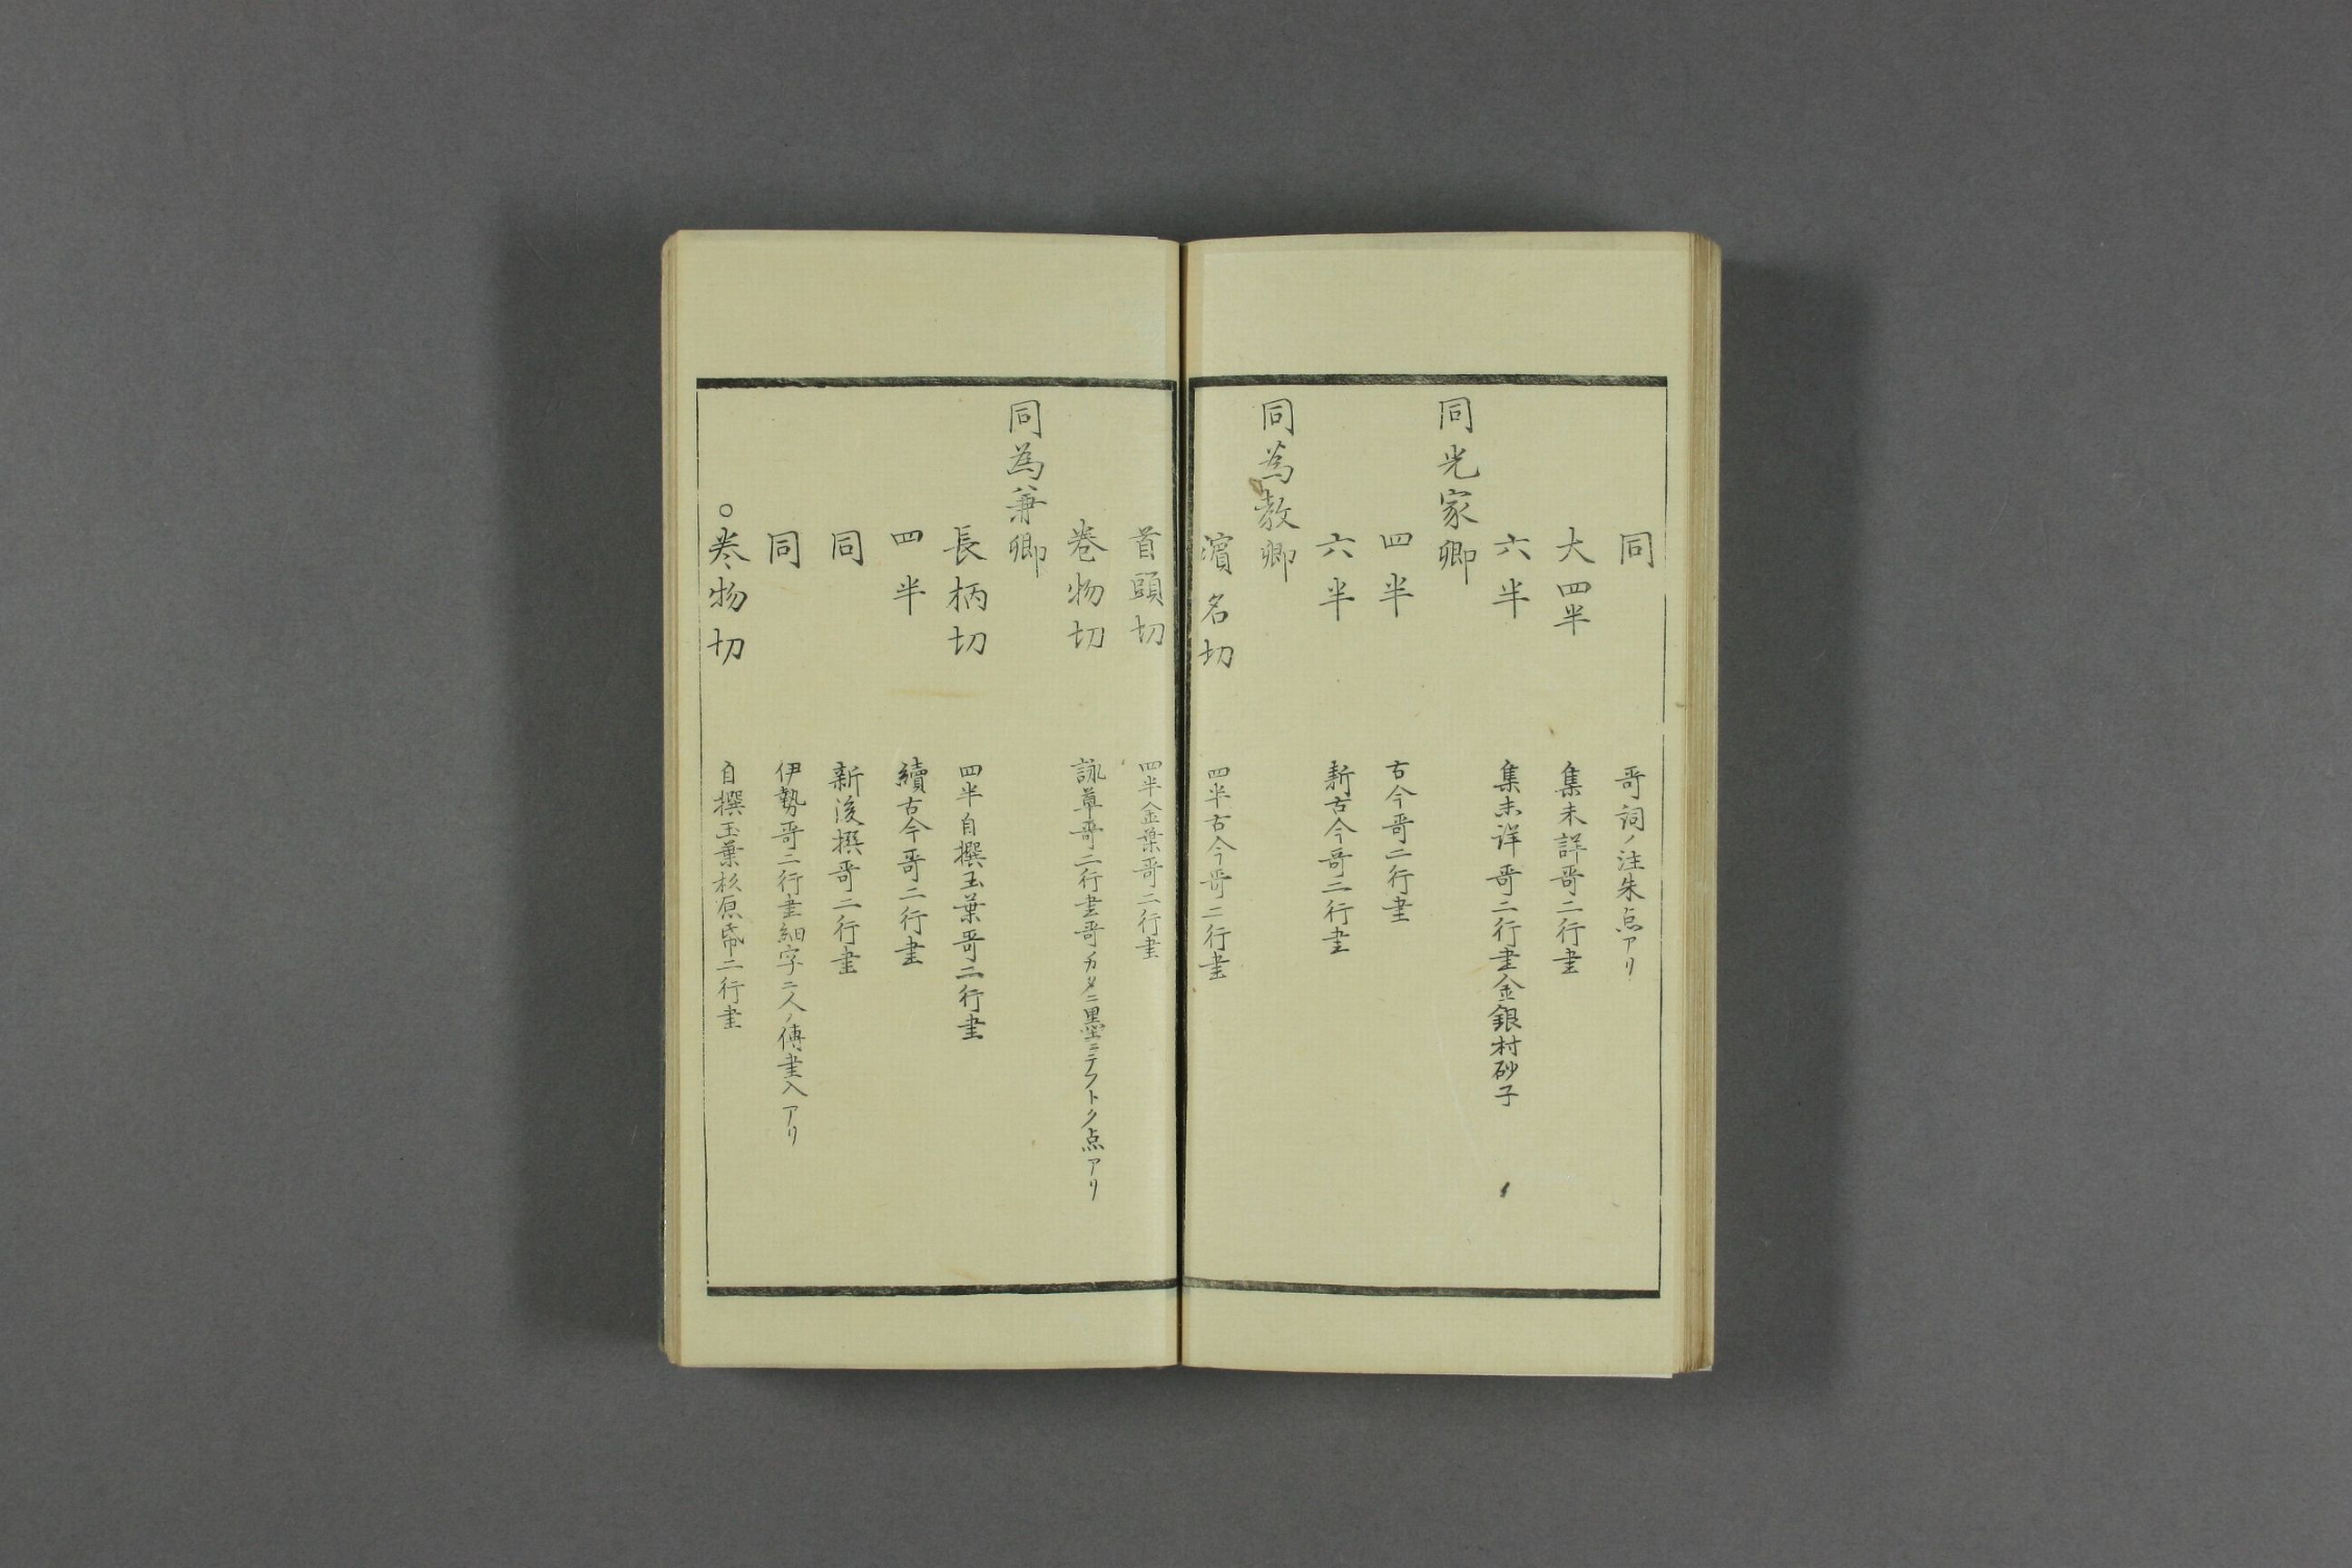 同 哥詞ノ注朱点アリ
大四半 集未詳哥二行書
六半 集未詳哥二行書金銀村砂子
同光家卿
四半 古今哥二行書
六半 新古今哥二行書
同為教卿
濱名切 四半古今哥二行書
首頭切 四半金葉哥二行書
巻物切 詠草哥二行書哥カタニ墨ニテフトク点アリ
同為兼卿
長柄切 四半自撰玉葉哥二行書
四半 續古今哥二行書
同 新後撰哥二行書
同 伊勢哥二行書細字ニ人ノ傳書入アリ
○巻物切 自撰玉葉杉原帋二行書